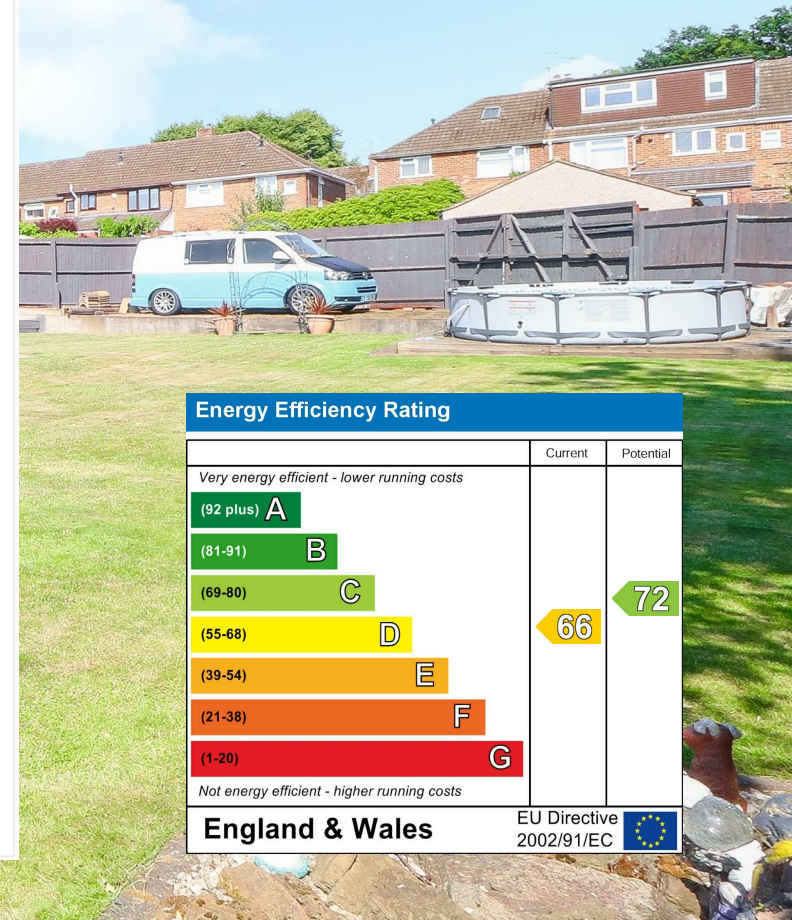 Energy Efficiency Rating
Current Potential
Very energy efficient - lower running costs
(92 plus) A
(81-91) B
(69-80) C
72
(55-68) D
66
(39-54) E
(21-38) F
(1-20) G
Not energy efficient - higher running costs
England & Wales
EU Directive
2002/91/EC